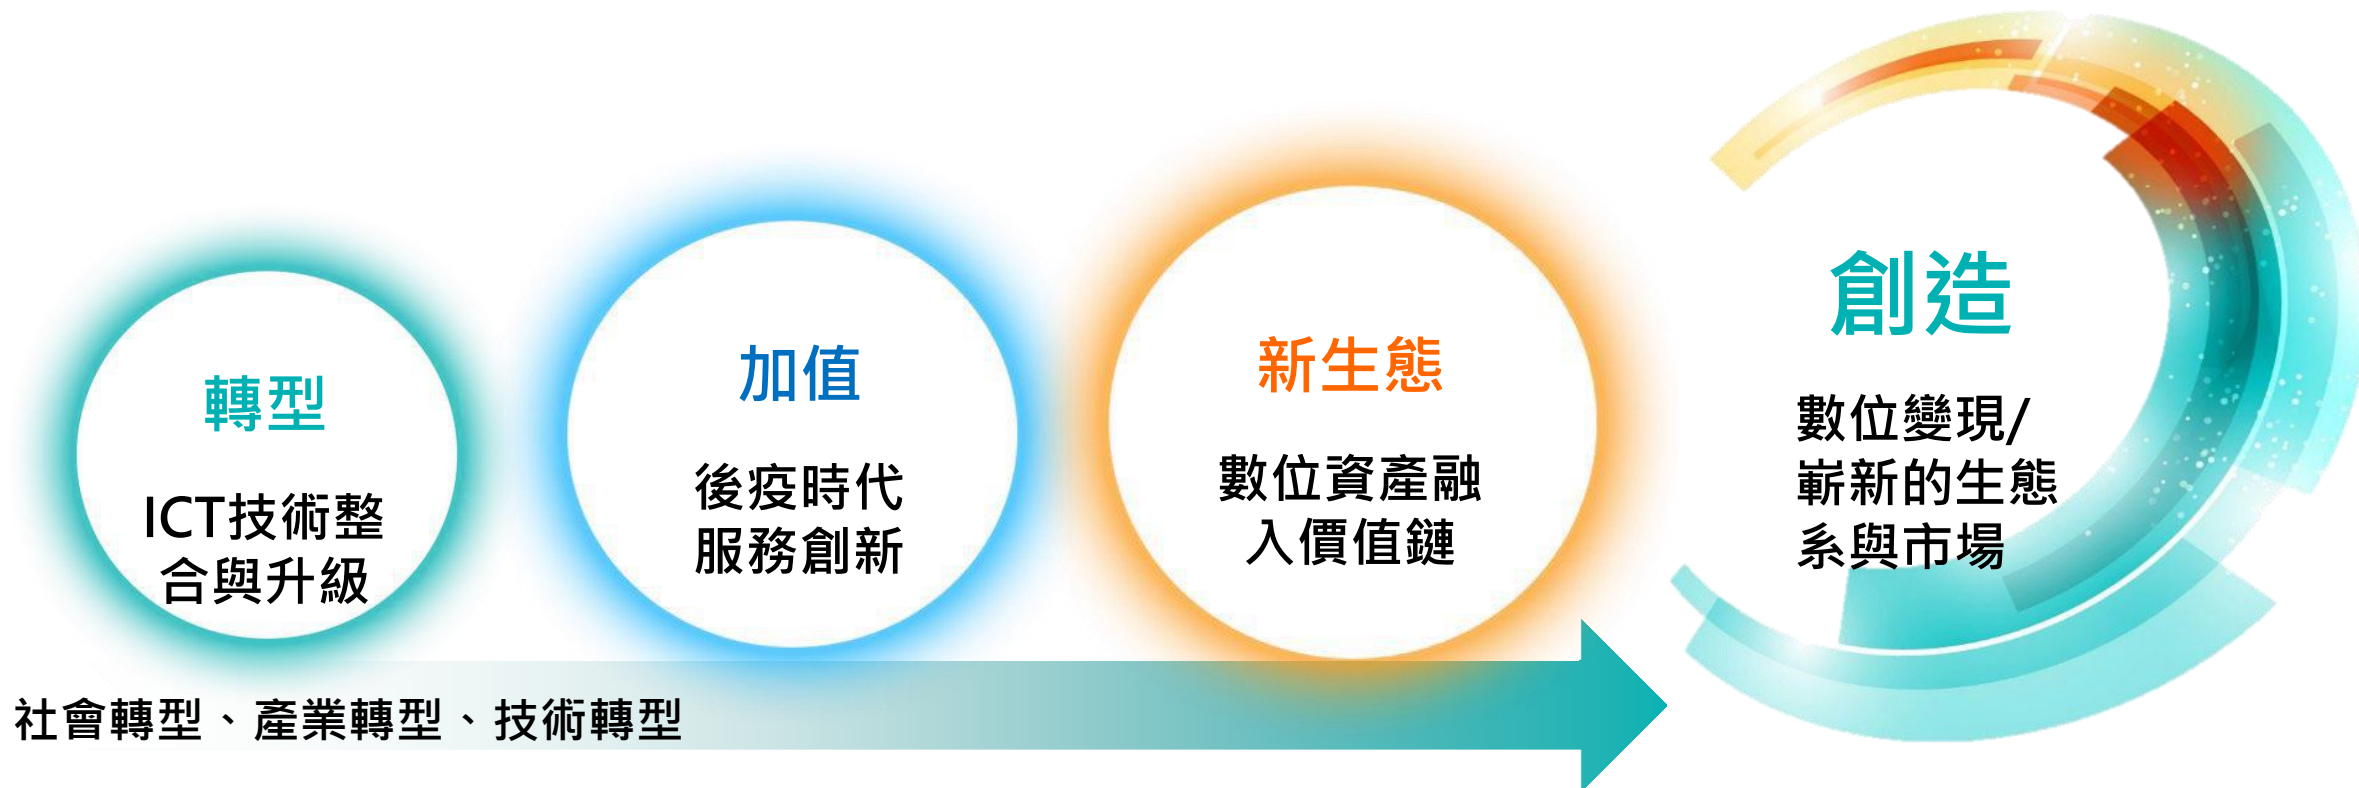 轉型
ICT技術整
合與升級
加值
後疫時代
服務創新
新生態
數位資產融
入價值鏈
創造
數位變現/
嶄新的生態
系與市場
社會轉型、產業轉型、技術轉型